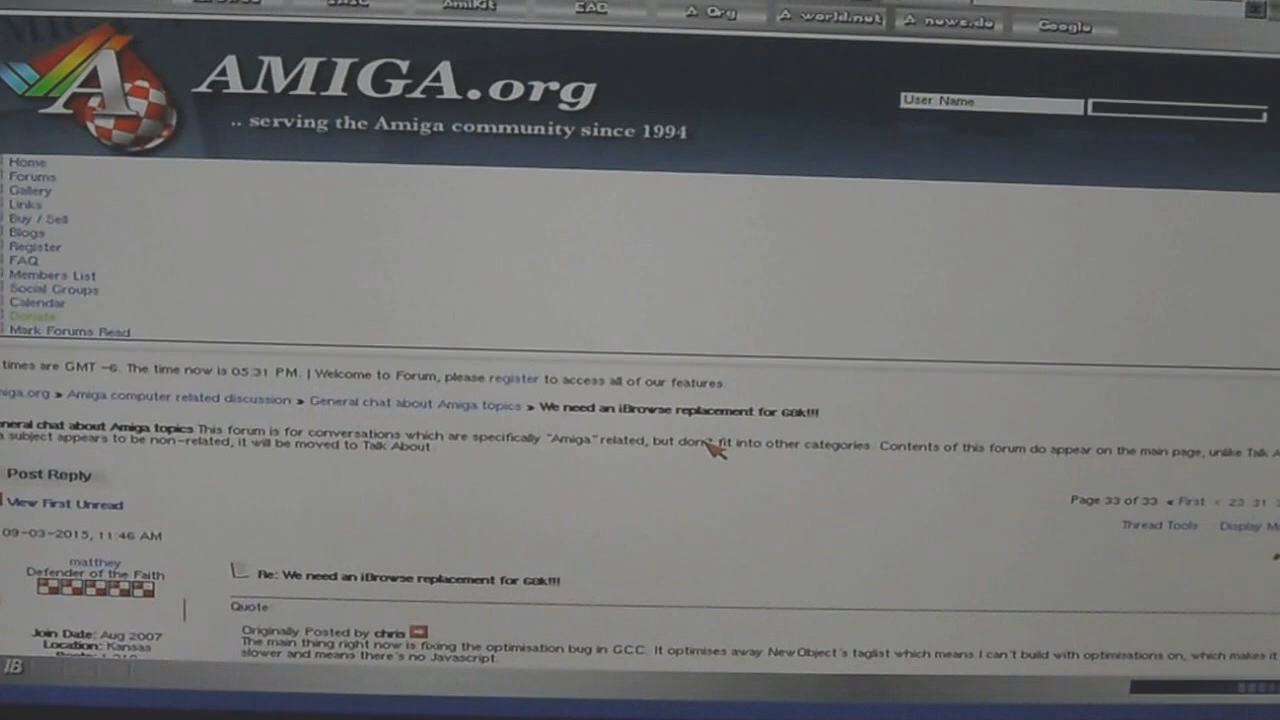 AmiKit
EAB
A Org
A world.net
A news.de
Google
AMIGA.org
.. serving the Amiga community since 1994
User Name
Home
Forums
Gallery
Links
Buy / Sell
Blogs
Register
FAQ
Members List
Social Groups
Calendar
Donate
Mark Forums Read
times are GMT -6. The time now is 05:31 PM. | Welcome to Forum, please register to access all of our features.
miga.org » Amiga computer related discussion » General chat about Amiga topics » We need an iBrowse replacement for 68k!!!
neral chat about Amiga topics This forum is for conversations which are specifically "Amiga" related, but don't fit into other categories. Contents of this forum do appear on the main page, unlike Talk A
a subject appears to be non-related, it will be moved to Talk About
Post Reply
View First Unread
Page 33 of 33 « First < 23 31
Thread Tools Display M
09-03-2015, 11:46 AM
matthey
Defender of the Faith
Re: We need an iBrowse replacement for 68k!!!
Quote:
Join Date: Aug 2007
Location: Kansas
Originally Posted by chris
The main thing right now is fixing the optimisation bug in GCC. It optimises away NewObject's taglist which means I can't build with optimisations on, which makes it
slower and means there's no Javascript.
IB